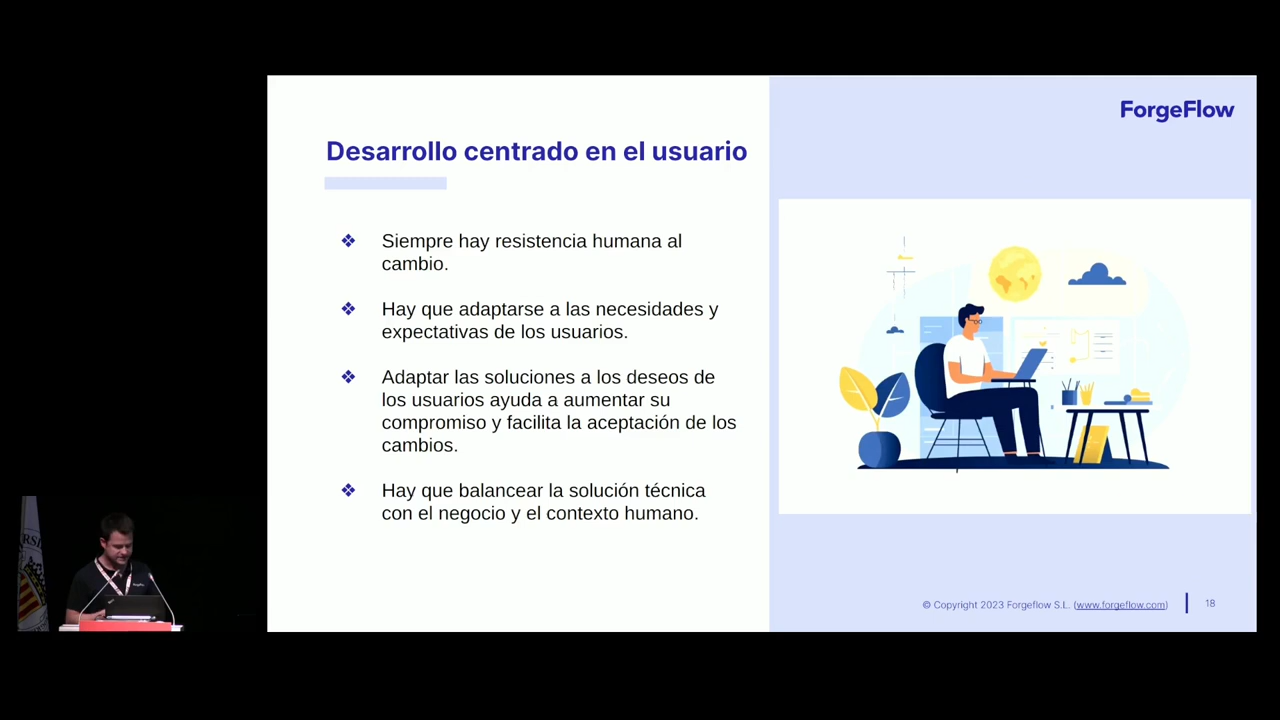 ForgeFlow
Desarrollo centrado en el usuario
❖ Siempre hay resistencia humana al
cambio.
❖ Hay que adaptarse a las necesidades y
expectativas de los usuarios.
❖ Adaptar las soluciones a los deseos de
los usuarios ayuda a aumentar su
compromiso y facilita la aceptación de los
cambios.
❖ Hay que balancear la solución técnica
con el negocio y el contexto humano.
© Copyright 2023 Forgeflow S.L. (www.forgeflow.com)
18